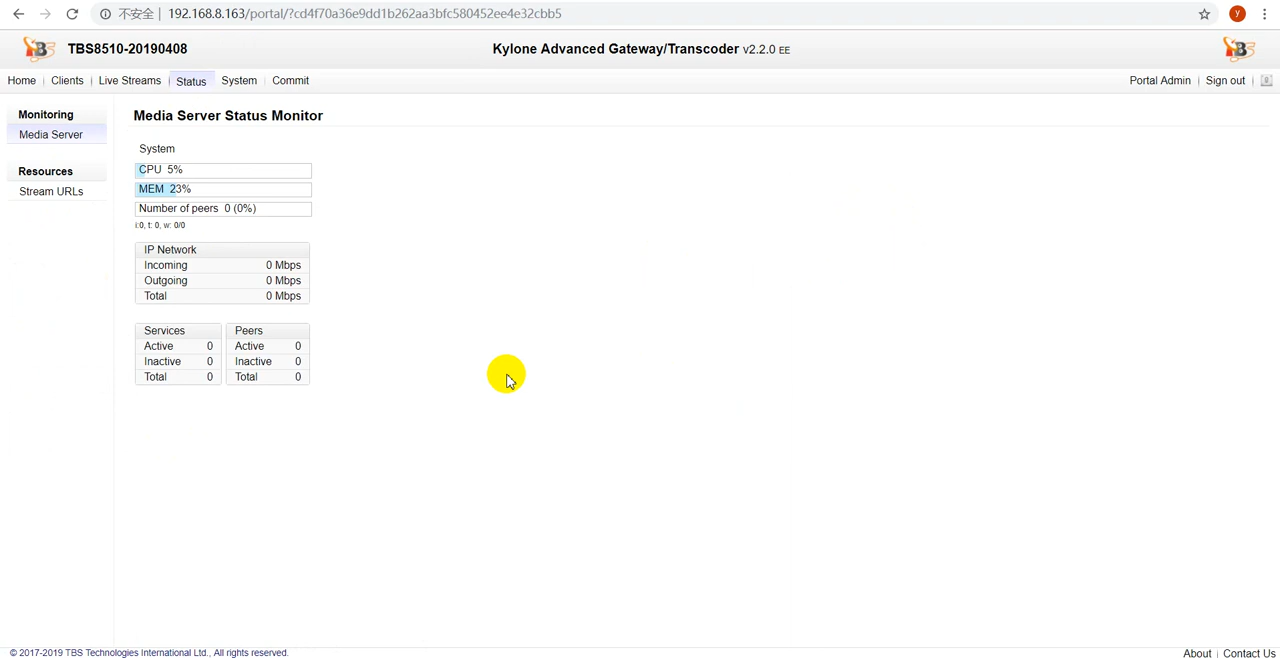 不安全 | 192.168.8.163/portal/?cd4f70a36e9dd1b262aa3bfc580452ee4e32cbb5
y
TBS TBS8510-20190408 Kylone Advanced Gateway/Transcoder v2.2.0 EE TBS
Home | Clients | Live Streams | Status | System | Commit Portal Admin | Sign out
Monitoring
Media Server
Resources
Stream URLs
Media Server Status Monitor
System
CPU 5%
MEM 23%
Number of peers 0 (0%)
i:0, t: 0, w: 0/0
IP Network
Incoming 0 Mbps
Outgoing 0 Mbps
Total 0 Mbps
Services Peers
Active 0 Active 0
Inactive 0 Inactive 0
Total 0 Total 0
© 2017-2019 TBS Technologies International Ltd., All rights reserved. About | Contact Us